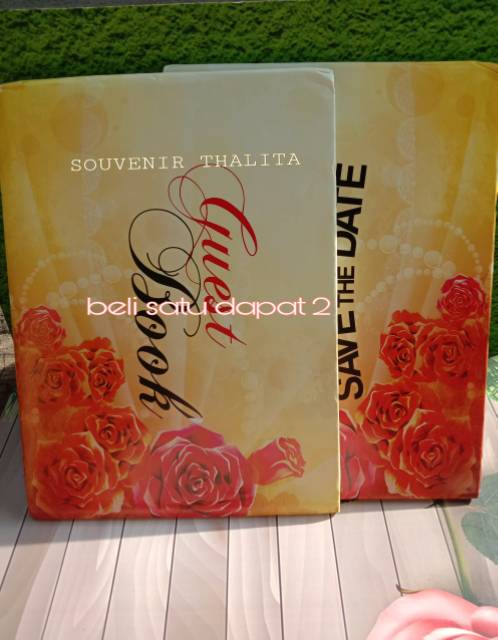 SOUVENIR THALITA
Guest
Book
beli satu dapat 2
SAVE THE DATE